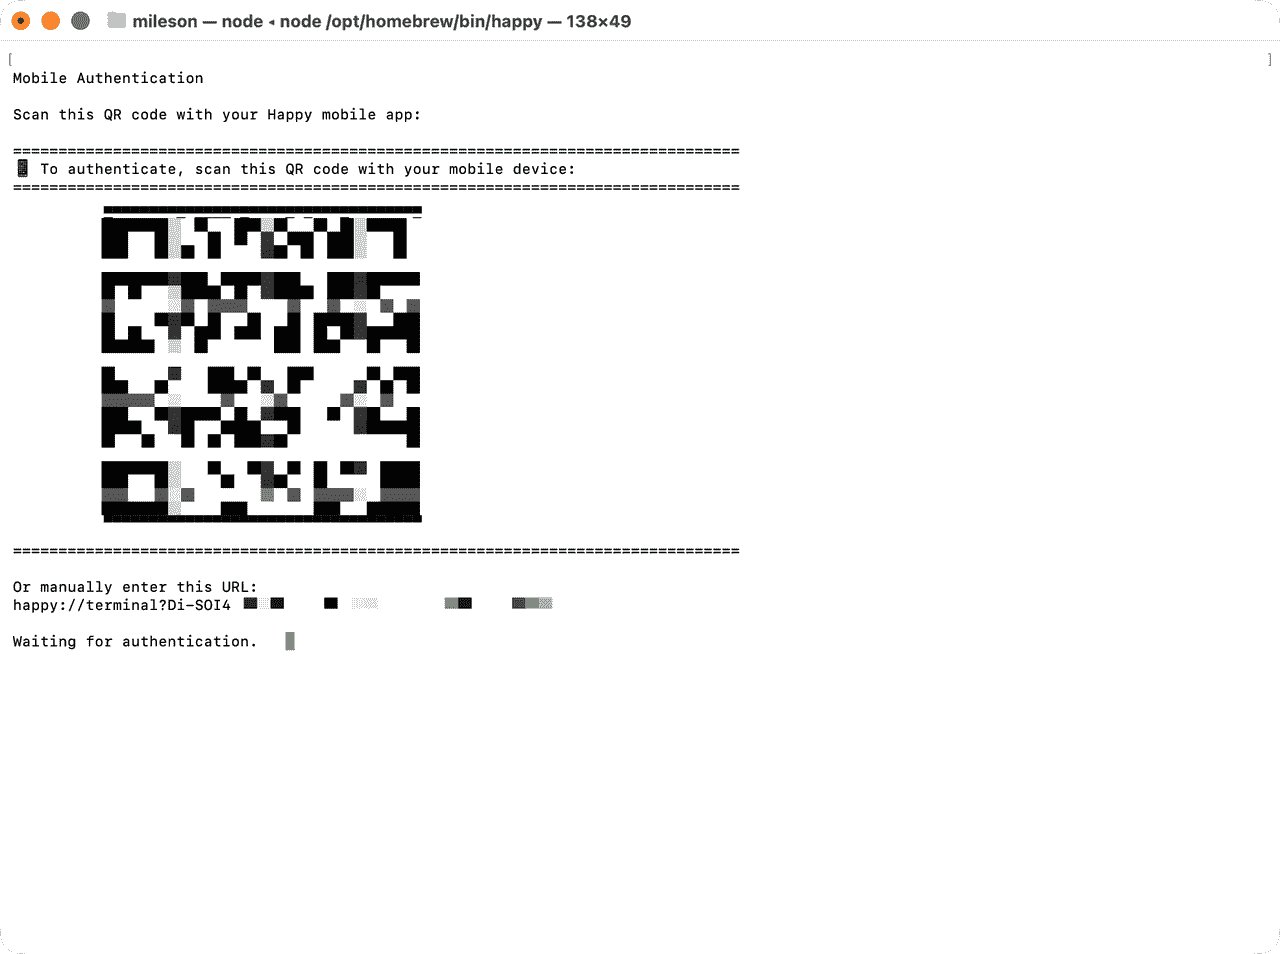 mileson — node ◂ node /opt/homebrew/bin/happy — 138×49
[ ]
Mobile Authentication
Scan this QR code with your Happy mobile app:
================================================================================
To authenticate, scan this QR code with your mobile device:
================================================================================
================================================================================
Or manually enter this URL:
happy://terminal?Di-SOI4
Waiting for authentication.